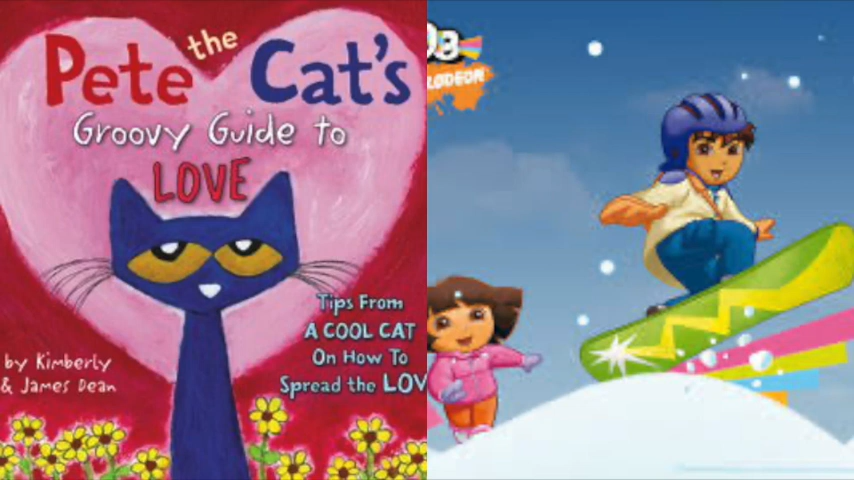 Pete the Cat's
Groovy Guide to
LOVE
Tips From
A COOL CAT
On How To
Spread the LOV
by Kimberly
& James Dean